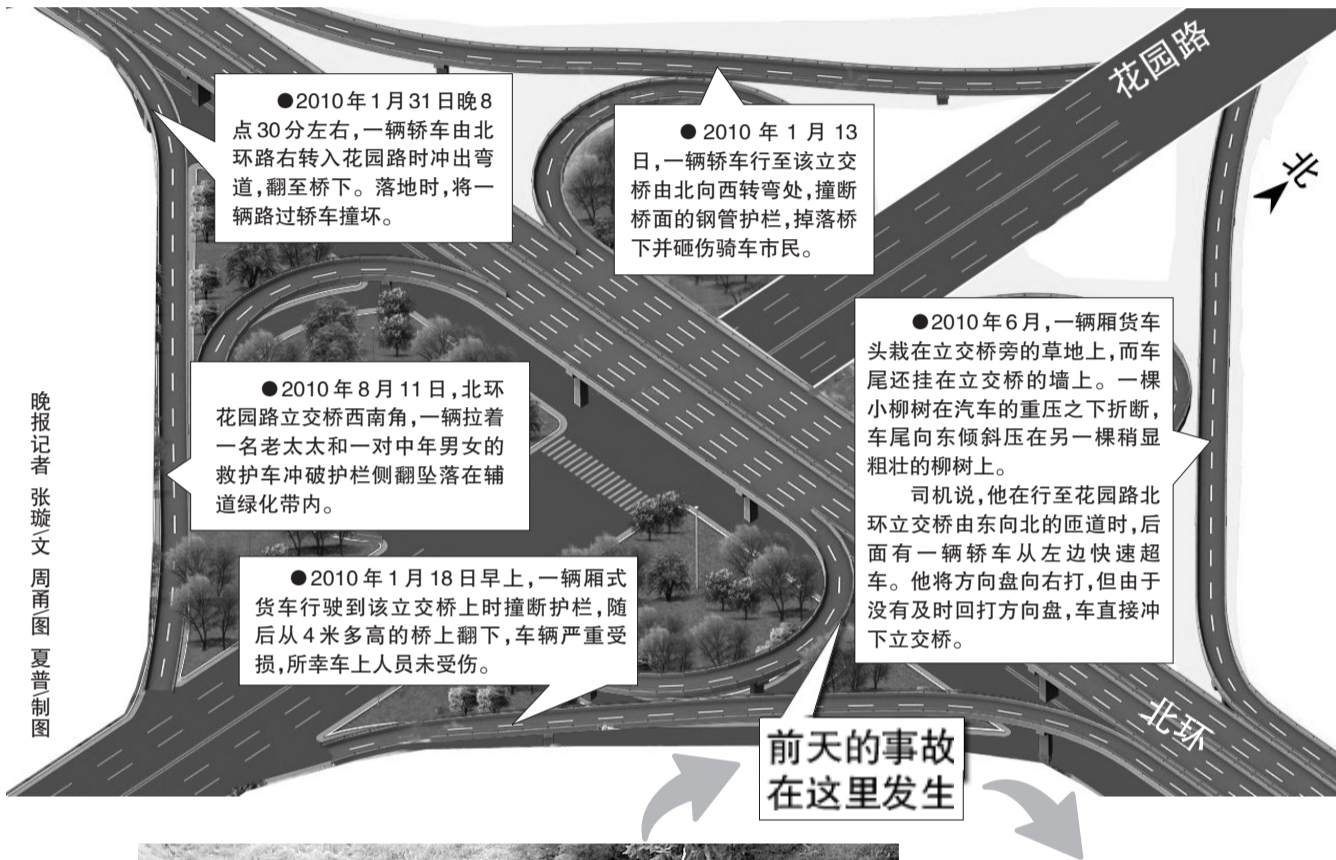 花园路
北
●2010年1月31日晚8
点30分左右,一辆轿车由北
环路右转入花园路时冲出弯
道,翻至桥下。落地时,将一
辆路过轿车撞坏。
●2010年1月13
日,一辆轿车行至该立交
桥由北向西转弯处,撞断
桥面的钢管护栏,掉落桥
下并砸伤骑车市民。
●2010年6月,一辆厢货车
头栽在立交桥旁的草地上,而车
尾还挂在立交桥的墙上。一棵
小柳树在汽车的重压之下折断,
车尾向东倾斜压在另一棵稍显
粗壮的柳树上。
司机说,他在行至花园路北
环立交桥由东向北的匝道时,后
面有一辆轿车从左边快速超
车。他将方向盘向右打,但由于
没有及时回打方向盘,车直接冲
下立交桥。
●2010年8月11日,北环
花园路立交桥西南角,一辆拉着
一名老太太和一对中年男女的
救护车冲破护栏侧翻坠落在辅
道绿化带内。
●2010年1月18日早上,一辆厢式
货车行驶到该立交桥上时撞断护栏,随
后从4米多高的桥上翻下,车辆严重受
损,所幸车上人员未受伤。
北环
前天的事故
在这里发生
晚报记者 张璇/文 周甬/图 夏普/制图